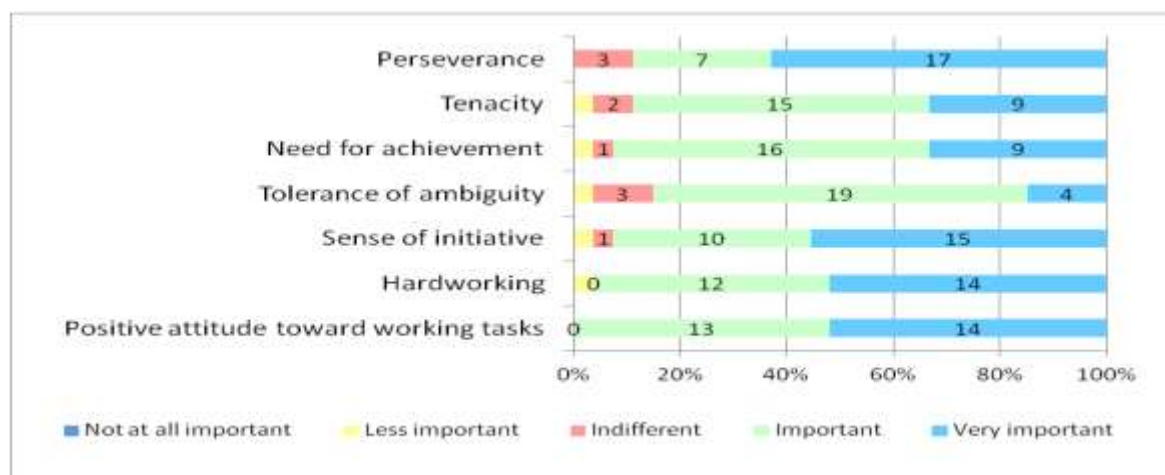 Perseverance 3 7 17
Tenacity 2 15 9
Need for achievement 1 16 9
Tolerance of ambiguity 3 19 4
Sense of initiative 1 10 15
Hardworking 0 12 14
Positive attitude toward working tasks 0 13 14
0% 20% 40% 60% 80% 100%
Not at all important Less important Indifferent Important Very important